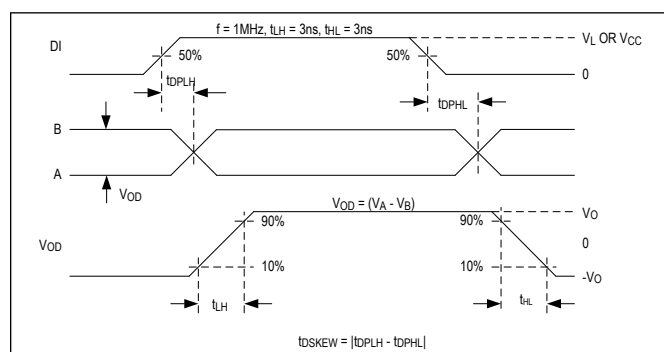 f = 1MHz, tLH = 3ns, tHL = 3ns
DI
VL OR VCC
50%
50%
0
tDPLH
tDPHL
B
A
VOD
VOD = (VA - VB)
VO
90%
90%
VOD
0
10%
10%
-VO
tLH
tHL
tDSKEW = |tDPLH - tDPHL|